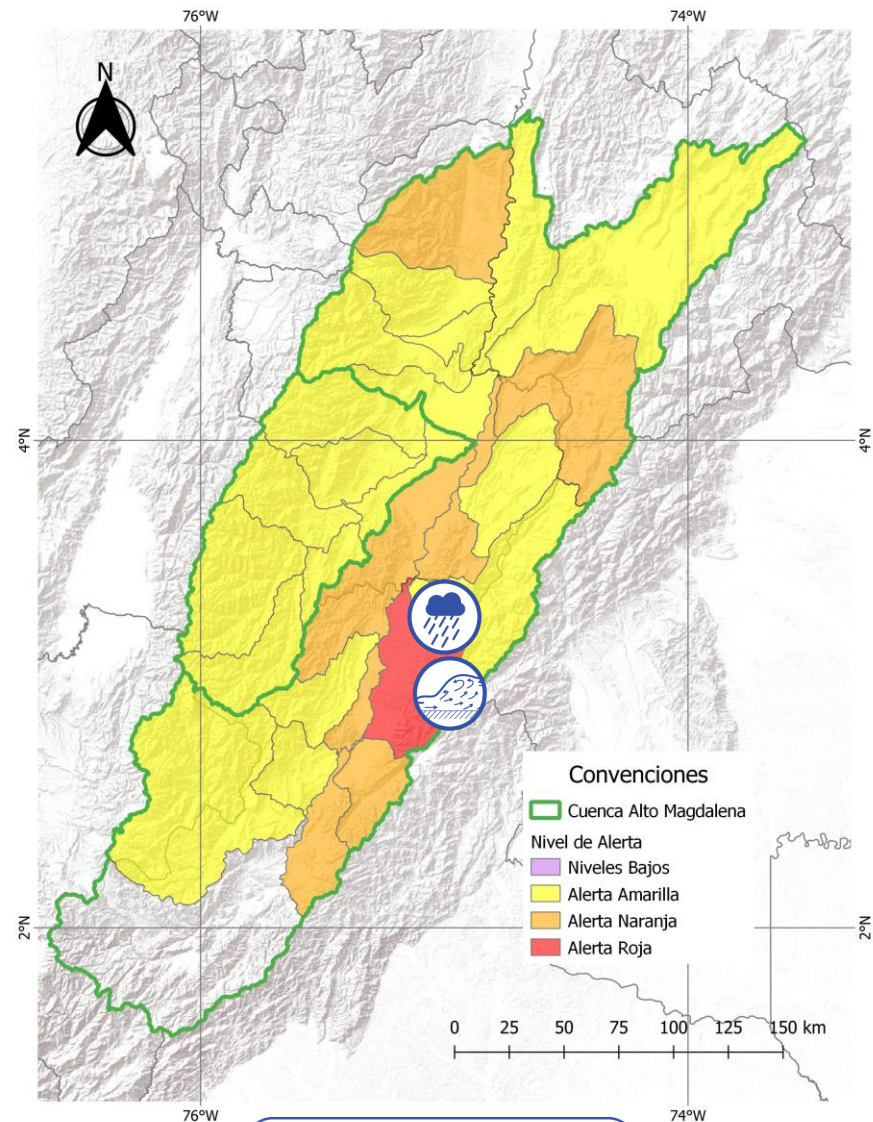 76°W
74°W
N
4°N
4°N
Convenciones
Cuenca Alto Magdalena
Nivel de Alerta
Niveles Bajos
Alerta Amarilla
Alerta Naranja
Alerta Roja
2°N
2°N
0 25 50 75 100 125 150 km
76°W
74°W